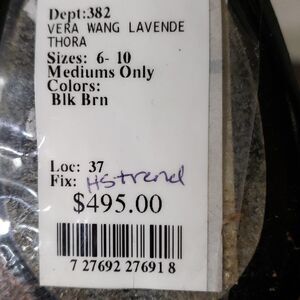 Dept:382
VERA WANG LAVENDE
THORA
Sizes: 6- 10
Mediums Only
Colors:
Blk Brn
Loc: 37
Fix: HStrend
$495.00
7 27692 27691 8